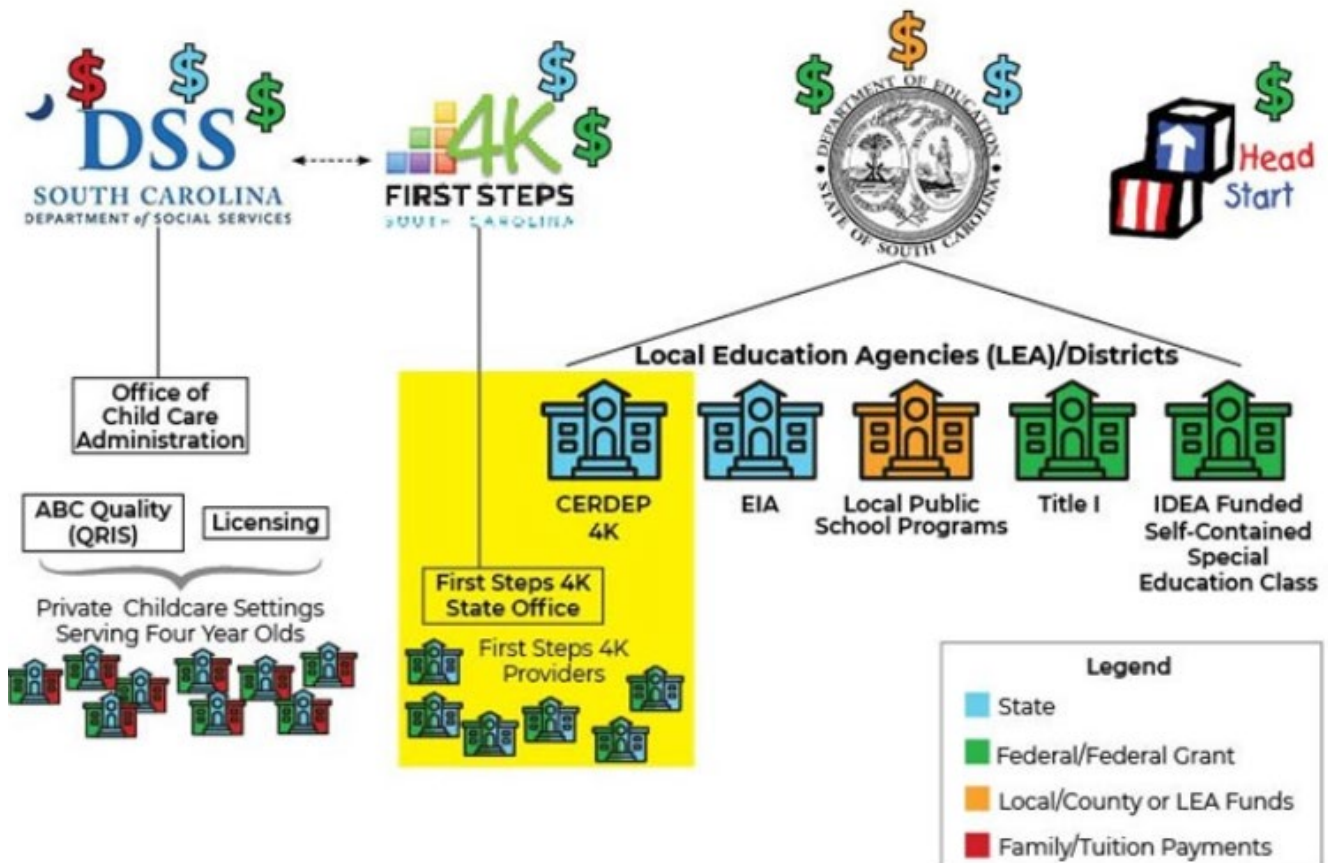 $ $ $
DSS
SOUTH CAROLINA
DEPARTMENT of SOCIAL SERVICES
$ $
4K
FIRST STEPS
SOUTH CAROLINA
$ $ $
DEPARTMENT OF EDUCATION
STATE OF SOUTH CAROLINA
$
Head
Start
Local Education Agencies (LEA)/Districts
Office of
Child Care
Administration
ABC Quality
(QRIS)
Licensing
Private Childcare Settings
Serving Four Year Olds
CERDEP
4K
First Steps 4K
State Office
First Steps 4K
Providers
EIA
Local Public
School Programs
Title I
IDEA Funded
Self-Contained
Special
Education Class
Legend
State
Federal/Federal Grant
Local/County or LEA Funds
Family/Tuition Payments